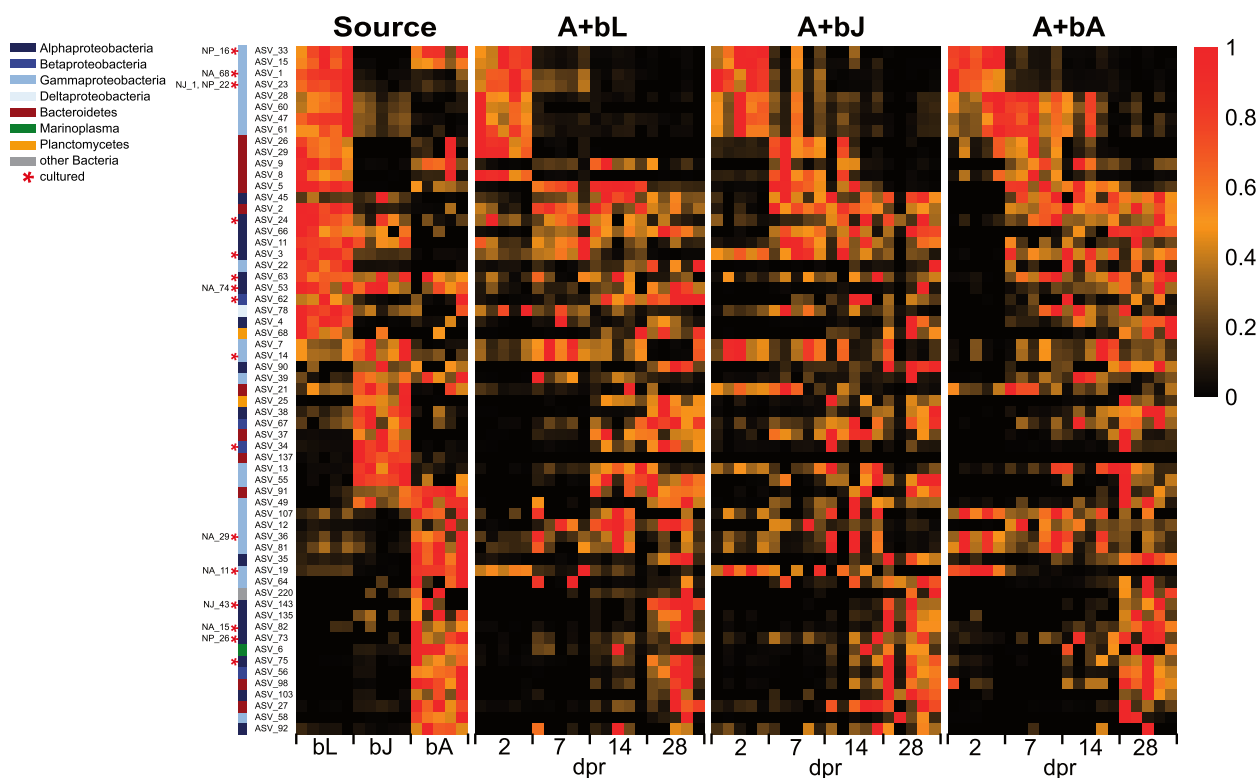 Source A+bL A+bJ A+bA
Alphaproteobacteria
Betaproteobacteria
Gammaproteobacteria
Deltaproteobacteria
Bacteroidetes
Marinoplasma
Planctomycetes
other Bacteria
* cultured
NP_16 * ASV_33
ASV_15
NA_68 * ASV_1
NJ_1, NP_22 * ASV_23
ASV_28
ASV_60
ASV_47
ASV_61
ASV_26
ASV_29
ASV_9
ASV_8
ASV_5
ASV_45
ASV_2
* ASV_24
ASV_66
ASV_11
* ASV_3
ASV_22
* ASV_63
NA_74 * ASV_53
* ASV_62
ASV_78
ASV_4
ASV_68
ASV_7
* ASV_14
ASV_90
ASV_39
ASV_21
ASV_25
ASV_38
ASV_67
ASV_37
* ASV_34
ASV_137
ASV_13
ASV_55
ASV_91
ASV_49
ASV_107
ASV_12
NA_29 * ASV_36
ASV_81
ASV_35
NA_11 * ASV_19
ASV_64
ASV_220
NJ_43 * ASV_143
ASV_135
NA_15 * ASV_82
NP_26 * ASV_73
ASV_6
* ASV_75
ASV_56
ASV_98
ASV_103
ASV_27
ASV_58
ASV_92
1
0.8
0.6
0.4
0.2
0
bL bJ bA 2 7 14 28 2 7 14 28 2 7 14 28
dpr dpr dpr